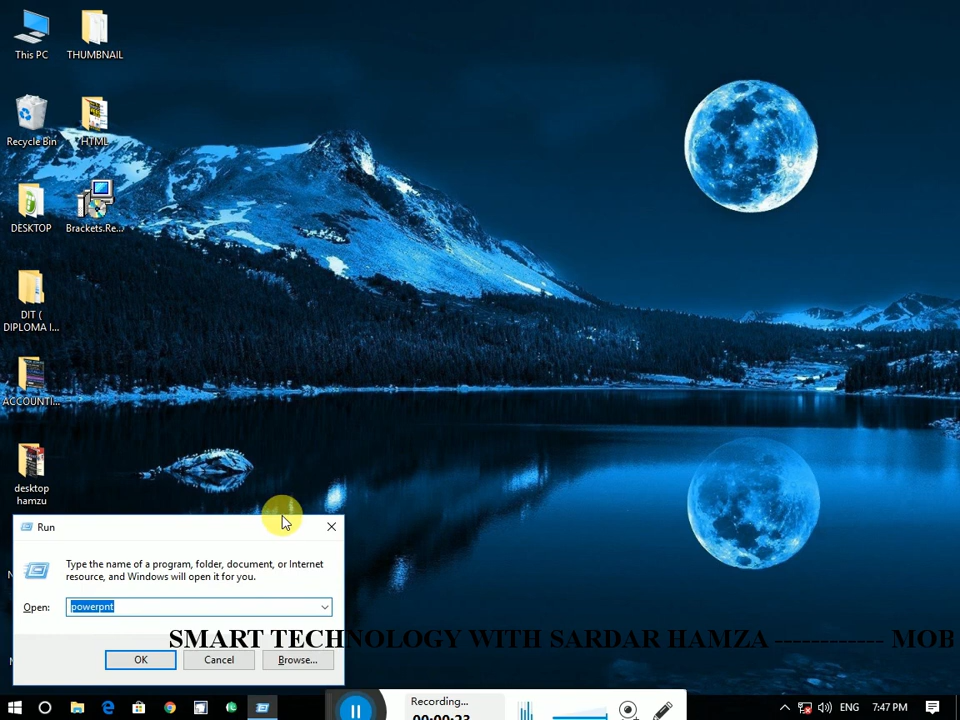 This PC
THUMBNAIL
Recycle Bin
HTML
DESKTOP
Brackets.Re...
DIT (
DIPLOMA I...
ACCOUNTI...
desktop
hamzu
Run
Type the name of a program, folder, document, or Internet
resource, and Windows will open it for you.
Open:
powerpnt
SMART TECHNOLOGY WITH SARDAR HAMZA ------------ MOB
OK
Cancel
Browse...
Recording...
00:00:23
ENG
7:47 PM